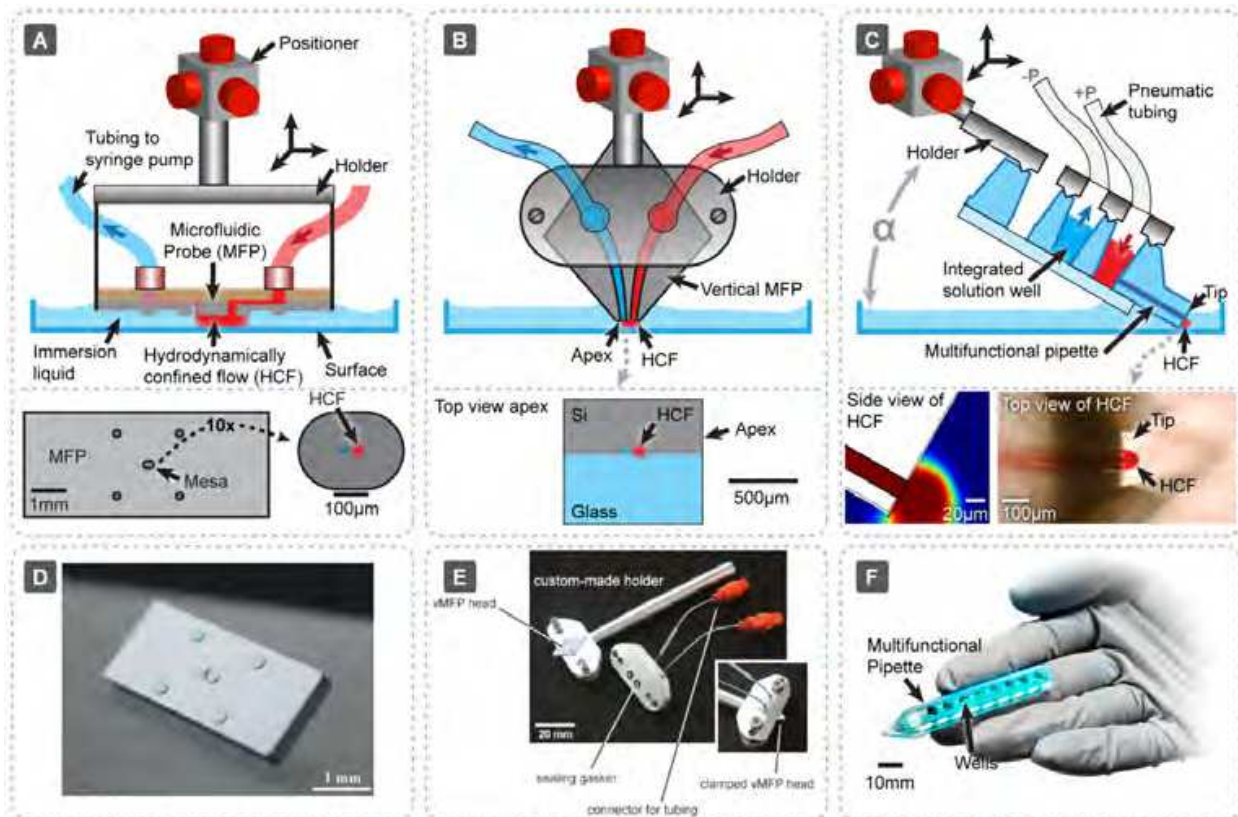 A
Positioner
Tubing to
syringe pump
Holder
Microfluidic
Probe (MFP)
Immersion
liquid
Hydrodynamically
confined flow (HCF)
Surface
HCF
10x
MFP
Mesa
1mm
100µm
B
Holder
Vertical MFP
Apex
HCF
Top view apex
Si
HCF
Apex
Glass
500µm
C
-P
+P
Pneumatic
tubing
Holder
α
Integrated
solution well
Tip
Multifunctional pipette
HCF
Side view of
HCF
20µm
Top view of HCF
Tip
HCF
100µm
D
1 mm
E
custom-made holder
vMFP head
20 mm
sealing gasket
clamped vMFP head
connector for tubing
F
Multifunctional
Pipette
Wells
10mm